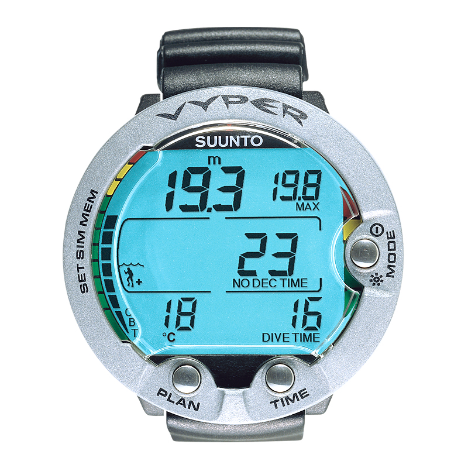 VYPER
SUUNTO
m
19.3 19.8
MAX
23
NO DEC TIME
18 16
°C DIVE TIME
CBT
SET SIM MEM
MODE
PLAN
TIME